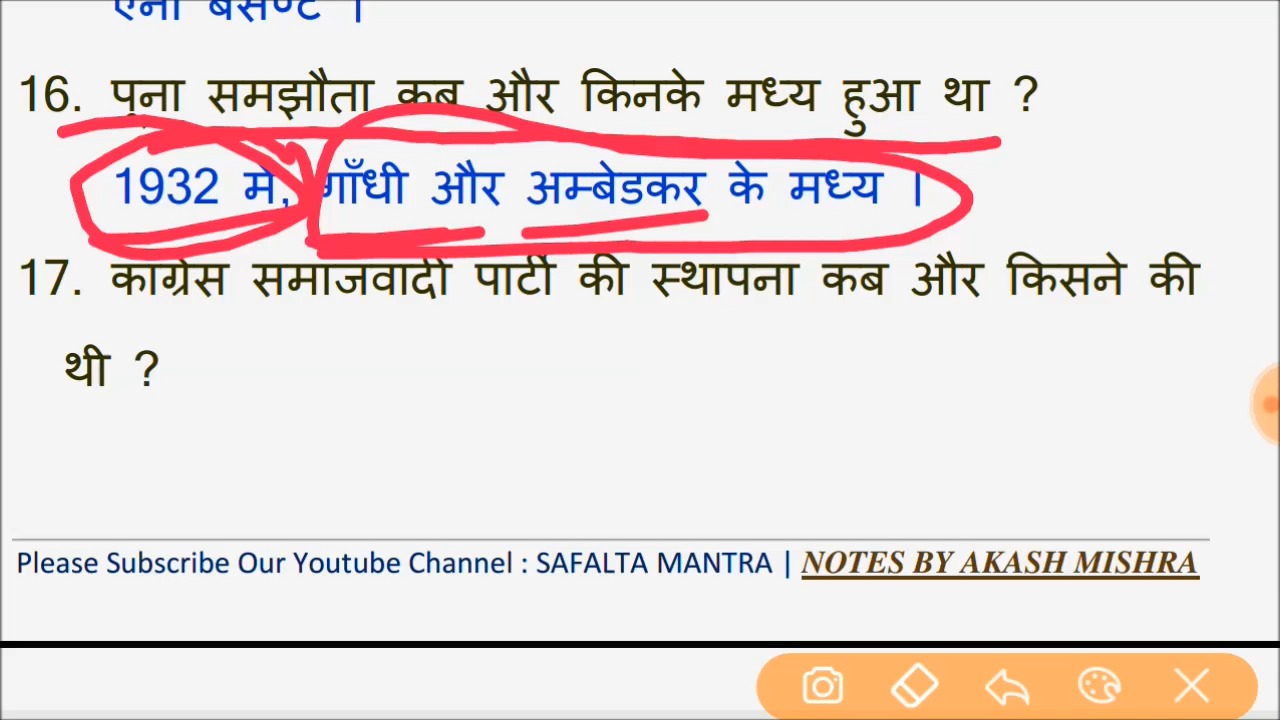 एनी बेसेण्ट ।
16. पूना समझौता कब और किनके मध्य हुआ था ?
1932 में, गाँधी और अम्बेडकर के मध्य ।
17. कांग्रेस समाजवादी पार्टी की स्थापना कब और किसने की
थी ?
Please Subscribe Our Youtube Channel : SAFALTA MANTRA | NOTES BY AKASH MISHRA